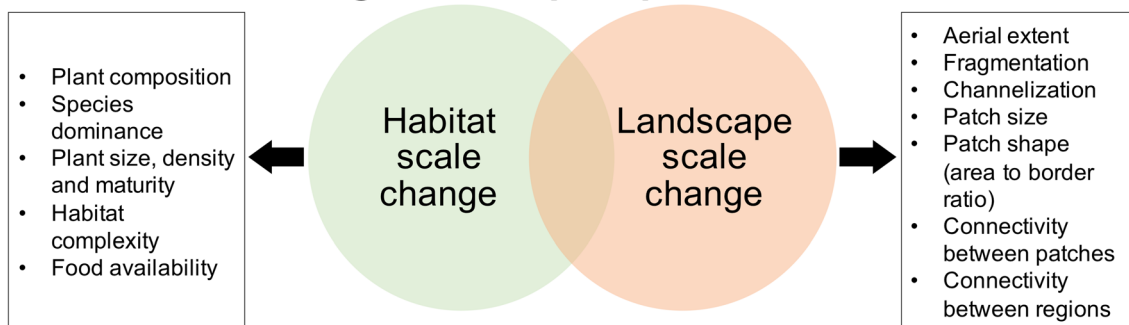 • Plant composition
• Species
dominance
• Plant size, density
and maturity
• Habitat
complexity
• Food availability
Habitat
scale
change
Landscape
scale
change
• Aerial extent
• Fragmentation
• Channelization
• Patch size
• Patch shape
(area to border
ratio)
• Connectivity
between patches
• Connectivity
between regions